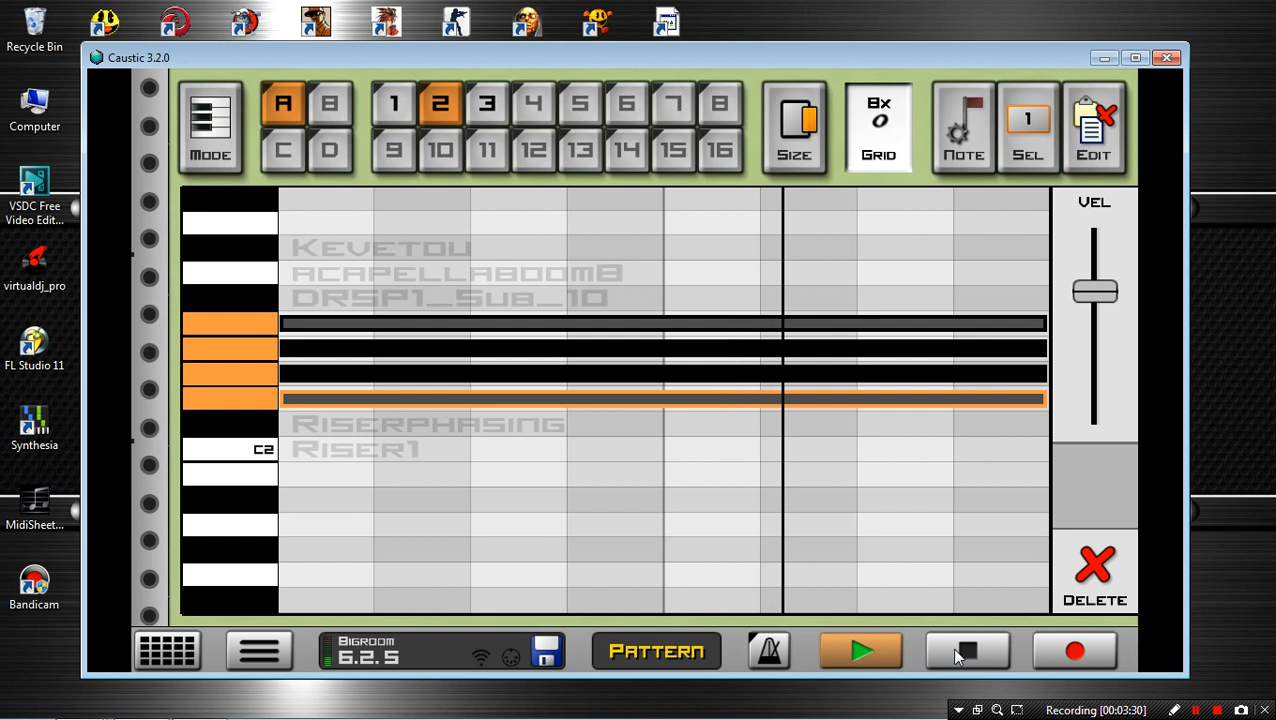 Caustic 3.2.0
Recycle Bin
Computer
VSDC Free
Video Edit...
virtualdj_pro
FL Studio 11
Synthesia
MidiSheet...
Bandicam
MODE
A B
C D
1 2 3 4 5 6 7 8
9 10 11 12 13 14 15 16
SIZE
8x
0
GRID
NOTE
1
SEL
EDIT
VEL
KEVETOU
ACAPELLABOOM8
DRSP1_SUB_10
RISERPHASING
RISER1
C2
DELETE
BIGROOM
6.2.5
PATTERN
Recording [00:03:30]